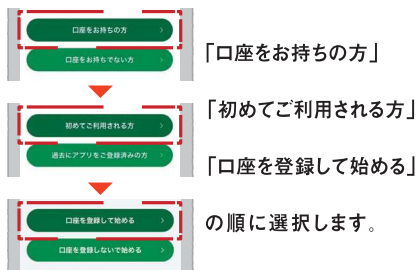 口座をお持ちの方
口座をお持ちでない方
初めてご利用される方
過去にアプリをご登録済みの方
口座を登録して始める
口座を登録しないで始める
「口座をお持ちの方」
「初めてご利用される方」
「口座を登録して始める」
の順に選択します。